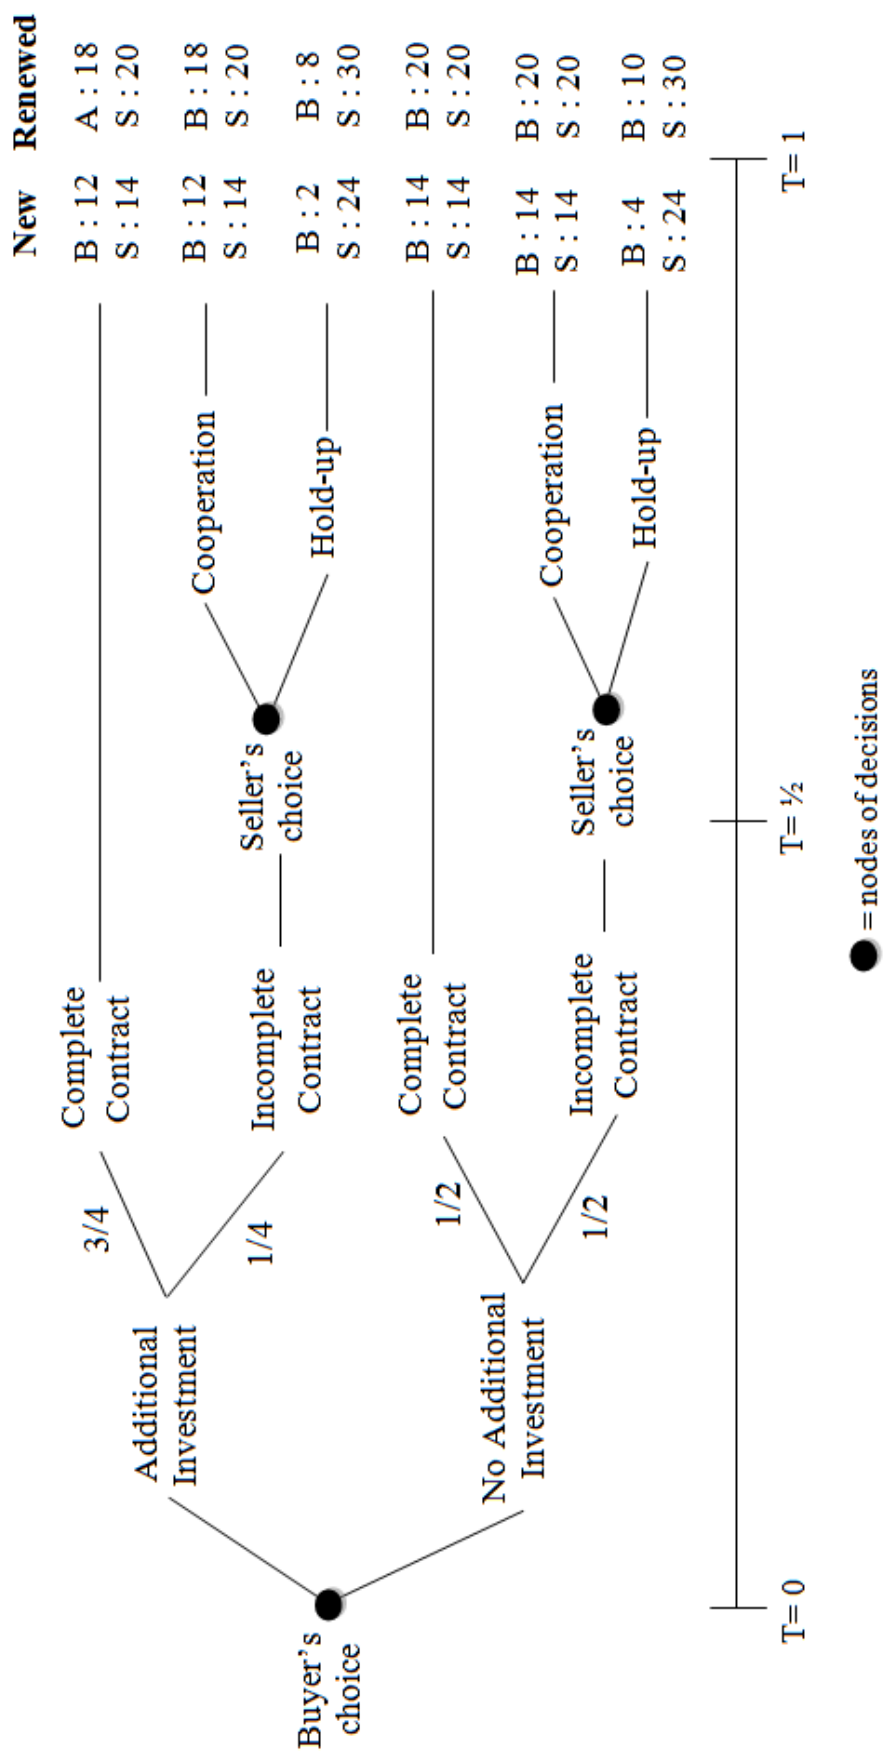 New Renewed
B : 12 A : 18
S : 14 S : 20
Complete
Contract
3/4
B : 12 B : 18
S : 14 S : 20
Cooperation
Additional
Investment
Seller's
choice
1/4
Incomplete
Contract
B : 2 B : 8
S : 24 S : 30
Hold-up
Buyer's
choice
Complete
Contract
B : 14 B : 20
S : 14 S : 20
1/2
No Additional
Investment
B : 14 B : 20
S : 14 S : 20
Cooperation
Seller's
choice
1/2
Incomplete
Contract
B : 4 B : 10
S : 24 S : 30
Hold-up
T= 0 T= ½ T= 1
= nodes of decisions